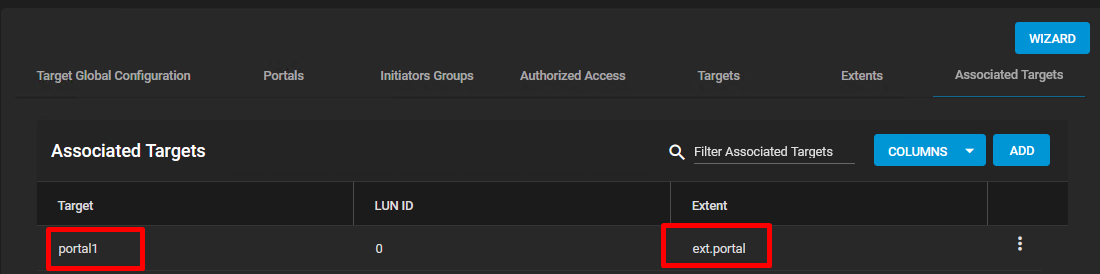 WIZARD
Target Global Configuration Portals Initiators Groups Authorized Access Targets Extents Associated Targets
Associated Targets Filter Associated Targets COLUMNS ADD
Target LUN ID Extent
portal1 0 ext.portal